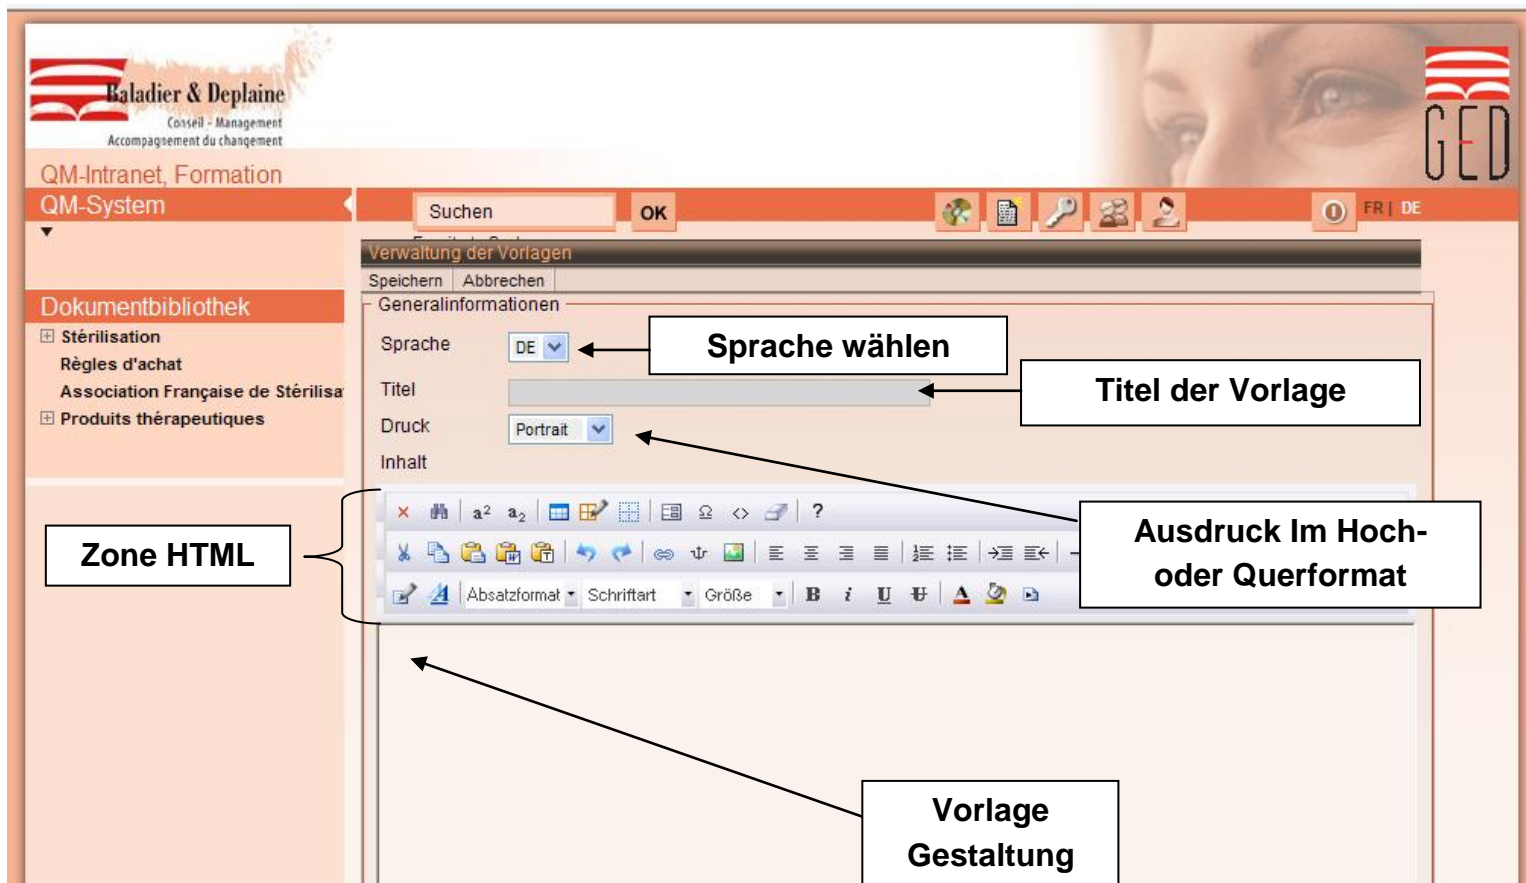 Baladier & Deplaine
Conseil - Management
Accompagnement du changement
GED
QM-Intranet, Formation
QM-System
Suchen
OK
FR | DE
Verwaltung der Vorlagen
Speichern
Abbrechen
Dokumentbibliothek
Stérilisation
Règles d'achat
Association Française de Stérilisa
Produits thérapeutiques
Generalinformationen
Sprache
DE
Sprache wählen
Titel
Titel der Vorlage
Druck
Portrait
Inhalt
Ausdruck Im Hoch-
oder Querformat
Zone HTML
Absatzformat
Schriftart
Größe
Vorlage
Gestaltung